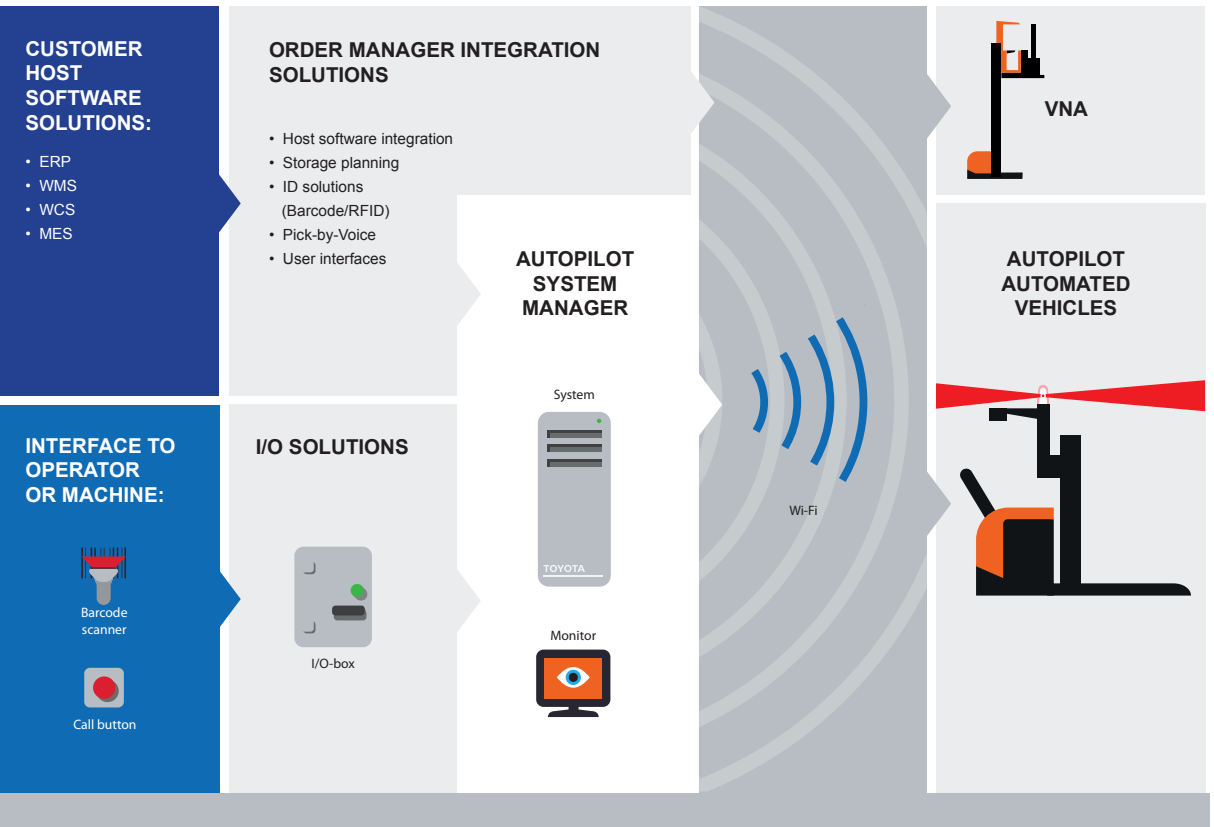 CUSTOMER
HOST
SOFTWARE
SOLUTIONS:
• ERP
• WMS
• WCS
• MES
ORDER MANAGER INTEGRATION
SOLUTIONS
• Host software integration
• Storage planning
• ID solutions
(Barcode/RFID)
• Pick-by-Voice
• User interfaces
AUTOPILOT
SYSTEM
MANAGER
System
TOYOTA
Monitor
INTERFACE TO
OPERATOR
OR MACHINE:
Barcode
scanner
Call button
I/O SOLUTIONS
I/O-box
Wi-Fi
VNA
AUTOPILOT
AUTOMATED
VEHICLES